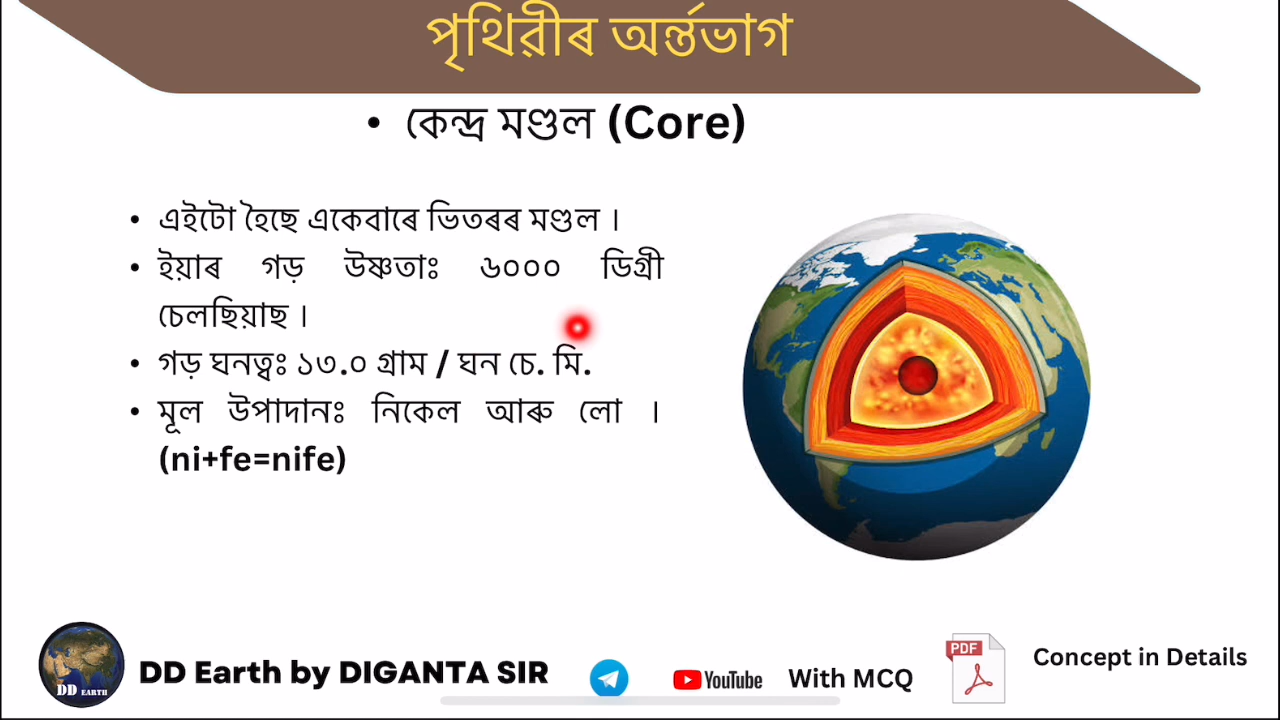 পৃথিৱীৰ অৰ্ন্তভাগ
• কেন্দ্ৰ মণ্ডল (Core)
• এইটো হৈছে একেবাৰে ভিতৰৰ মণ্ডল ।
• ইয়াৰ গড় উষ্ণতাঃ ৬০০০ ডিগ্ৰী
চেলছিয়াছ ।
• গড় ঘনত্বঃ ১৩.০ গ্ৰাম / ঘন চে. মি.
• মূল উপাদানঃ নিকেল আৰু লো ।
(ni+fe=nife)
DD EARTH
DD Earth by DIGANTA SIR
YouTube
With MCQ
PDF
Concept in Details